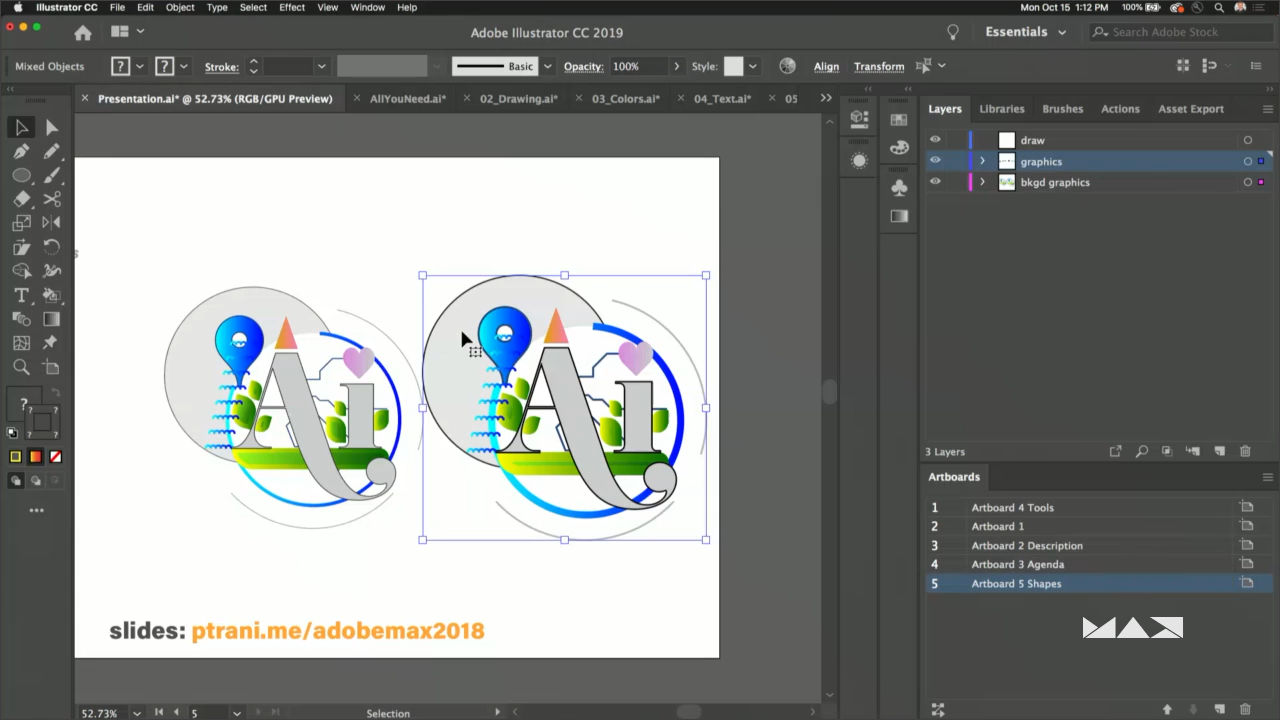 Illustrator CC File Edit Object Type Select Effect View Window Help Mon Oct 15 1:12 PM 100%
Adobe Illustrator CC 2019 Essentials Search Adobe Stock
Mixed Objects ? ? Stroke: Basic Opacity: 100% Style: Align Transform
× Presentation.ai* @ 52.73% (RGB/GPU Preview) × AllYouNeed.ai* × 02_Drawing.ai* × 03_Colors.ai* × 04_Text.ai* × 05
Layers Libraries Brushes Actions Asset Export
draw
graphics
bkgd graphics
Ai
Ai
3 Layers
Artboards
1 Artboard 4 Tools
2 Artboard 1
3 Artboard 2 Description
4 Artboard 3 Agenda
5 Artboard 5 Shapes
MAX
slides: ptrani.me/adobemax2018
52.73% 5 Selection